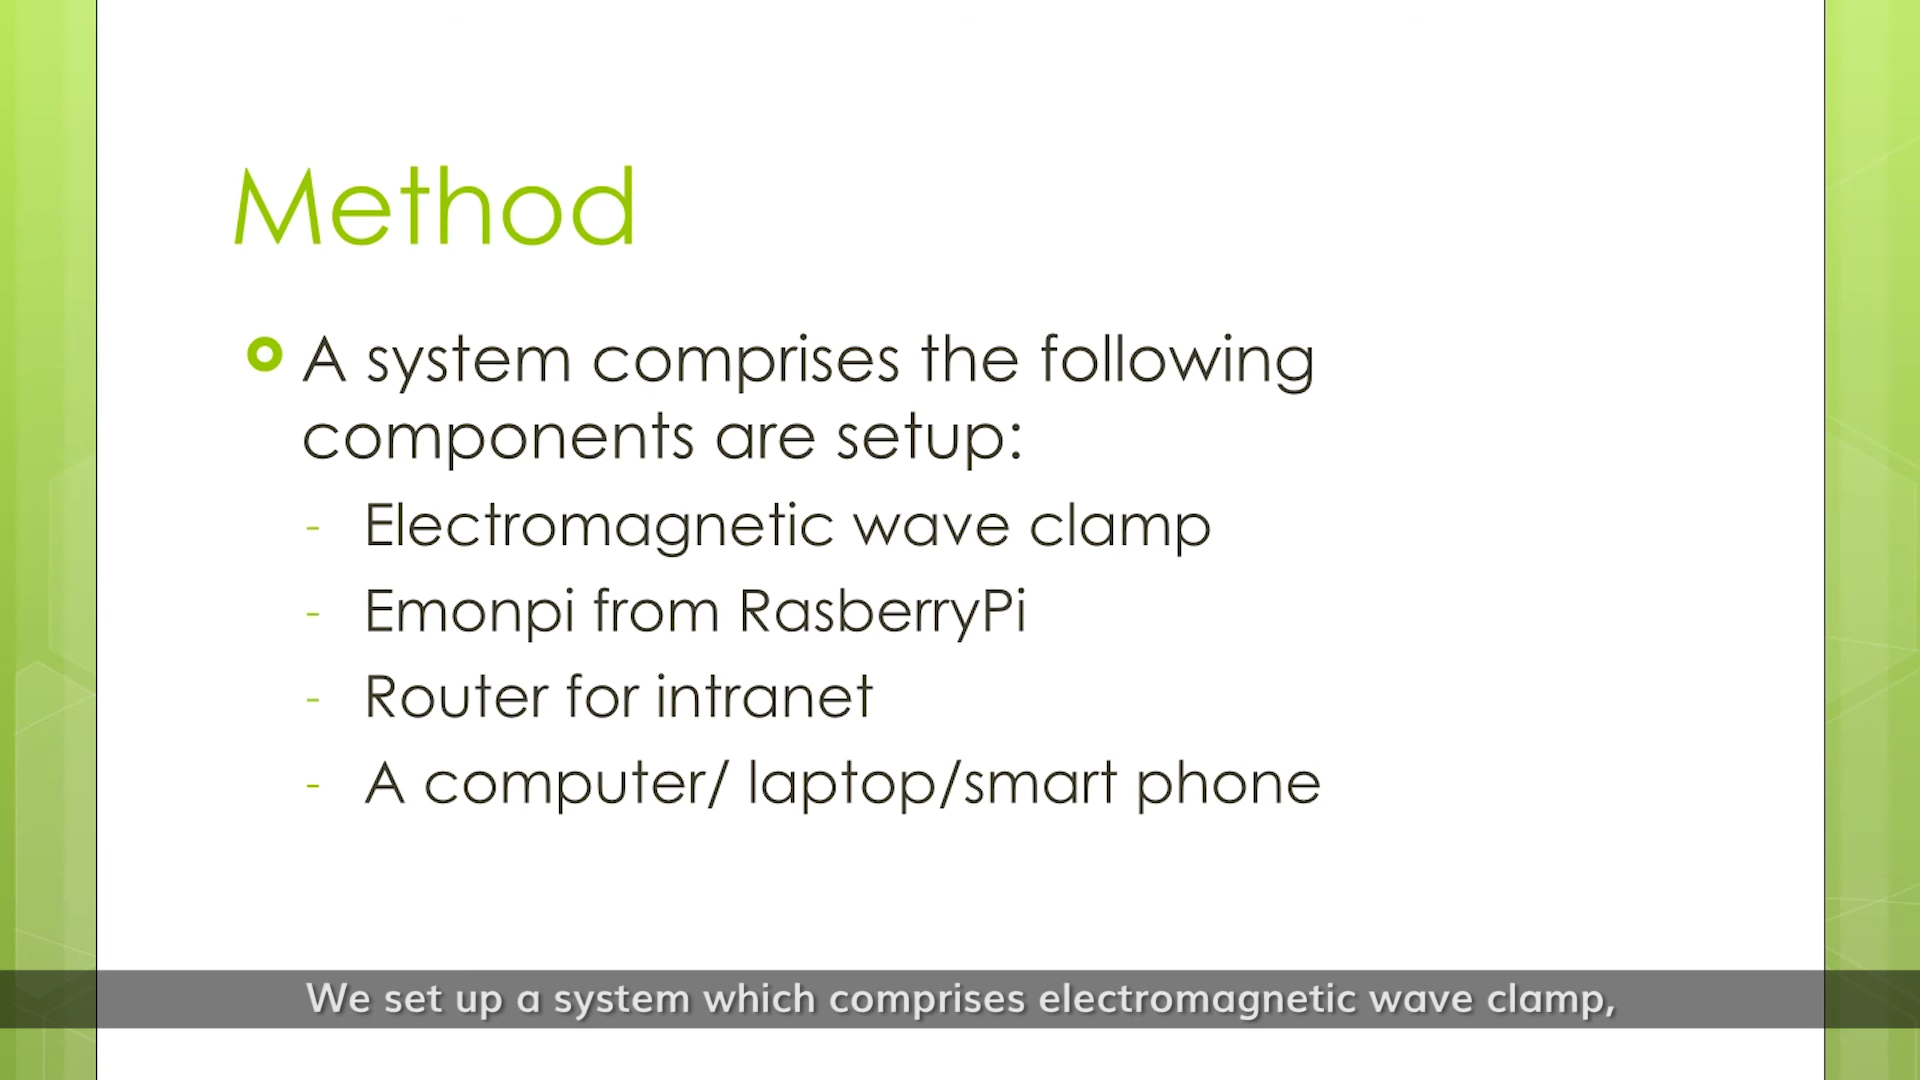 Method
A system comprises the following
components are setup:
- Electromagnetic wave clamp
- Emonpi from RasberryPi
- Router for intranet
- A computer/ laptop/smart phone
We set up a system which comprises electromagnetic wave clamp,